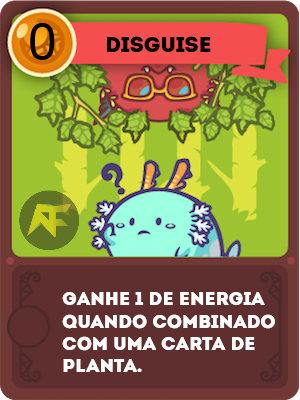 0
DISGUISE
?
GANHE 1 DE ENERGIA
QUANDO COMBINADO
COM UMA CARTA DE
PLANTA.